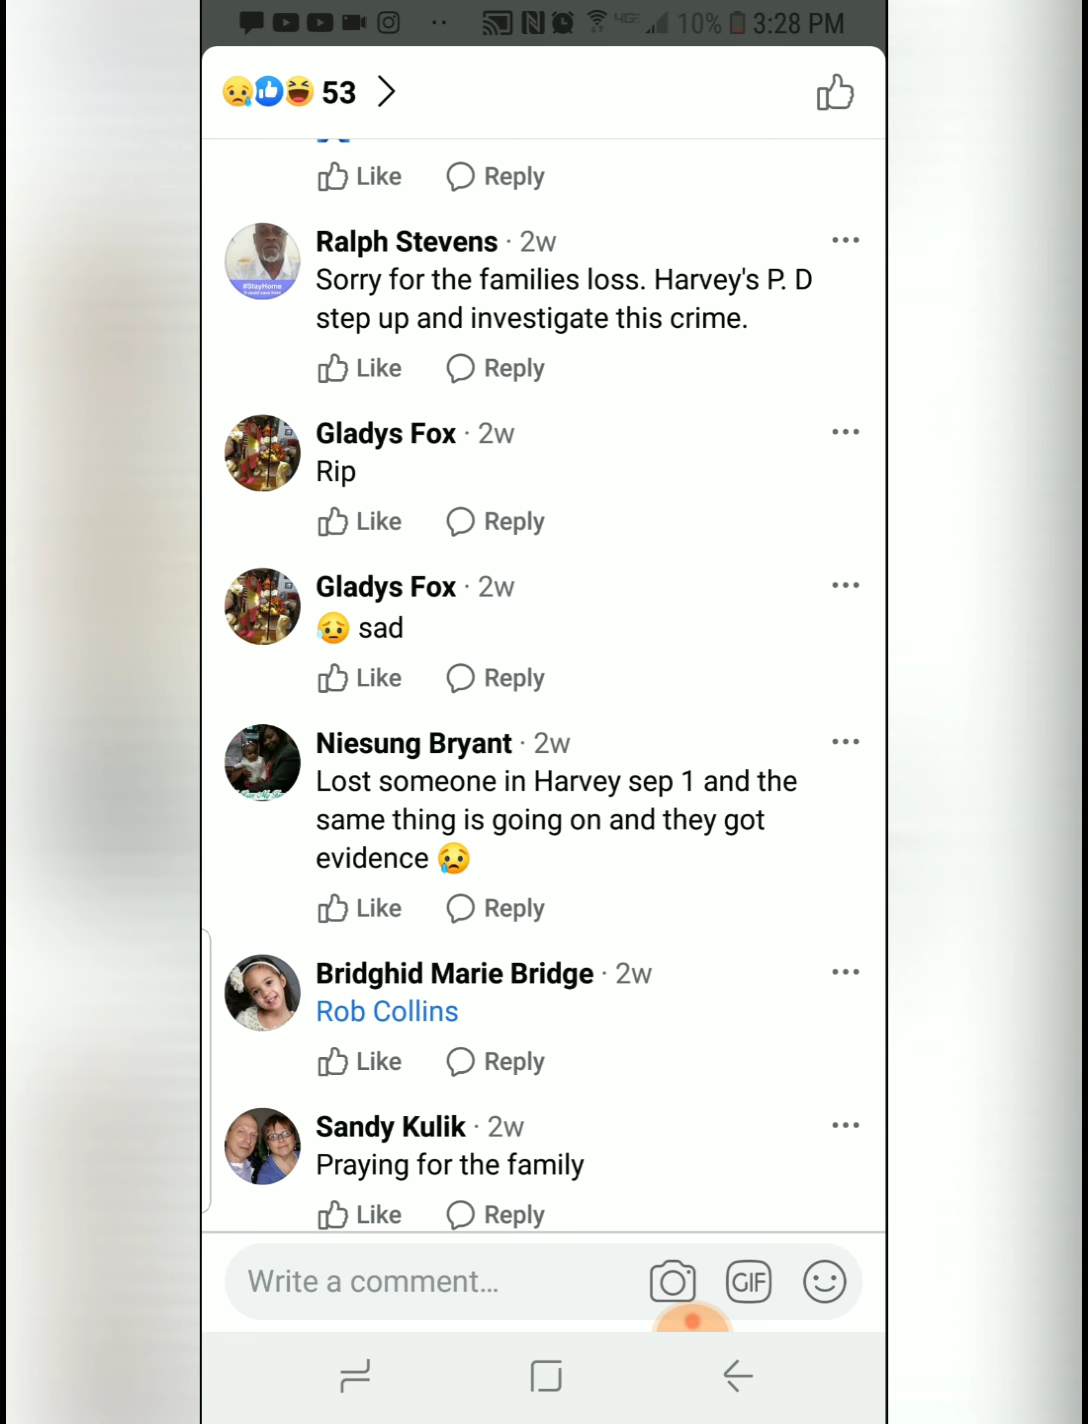 4GE 10% 3:28 PM
53
Like Reply
Ralph Stevens · 2w
Sorry for the families loss. Harvey's P. D
step up and investigate this crime.
#StayHome
Like Reply
Gladys Fox · 2w
Rip
Like Reply
Gladys Fox · 2w
😥 sad
Like Reply
Niesung Bryant · 2w
Lost someone in Harvey sep 1 and the
same thing is going on and they got
evidence 😢
Like Reply
Bridghid Marie Bridge · 2w
Rob Collins
Like Reply
Sandy Kulik · 2w
Praying for the family
Like Reply
Write a comment...
GIF